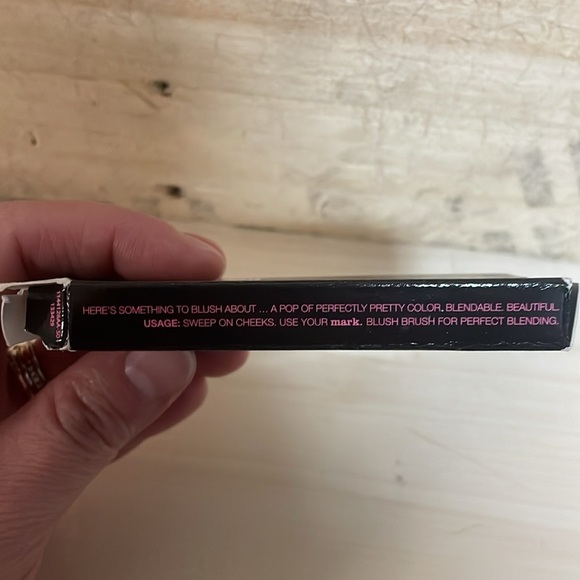 HERE'S SOMETHING TO BLUSH ABOUT ... A POP OF PERFECTLY PRETTY COLOR. BLENDABLE. BEAUTIFUL.
USAGE: SWEEP ON CHEEKS. USE YOUR mark. BLUSH BRUSH FOR PERFECT BLENDING.